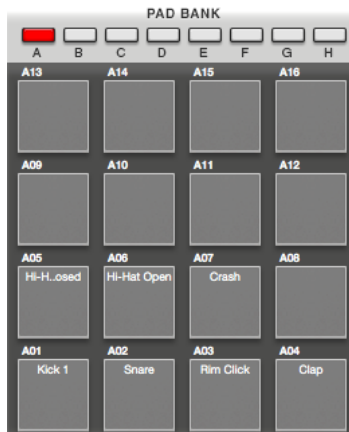 PAD BANK
A B C D E F G H
A13 A14 A15 A16
A09 A10 A11 A12
A05 A06 A07 A08
Hi-H..osed Hi-Hat Open Crash
A01 A02 A03 A04
Kick 1 Snare Rim Click Clap